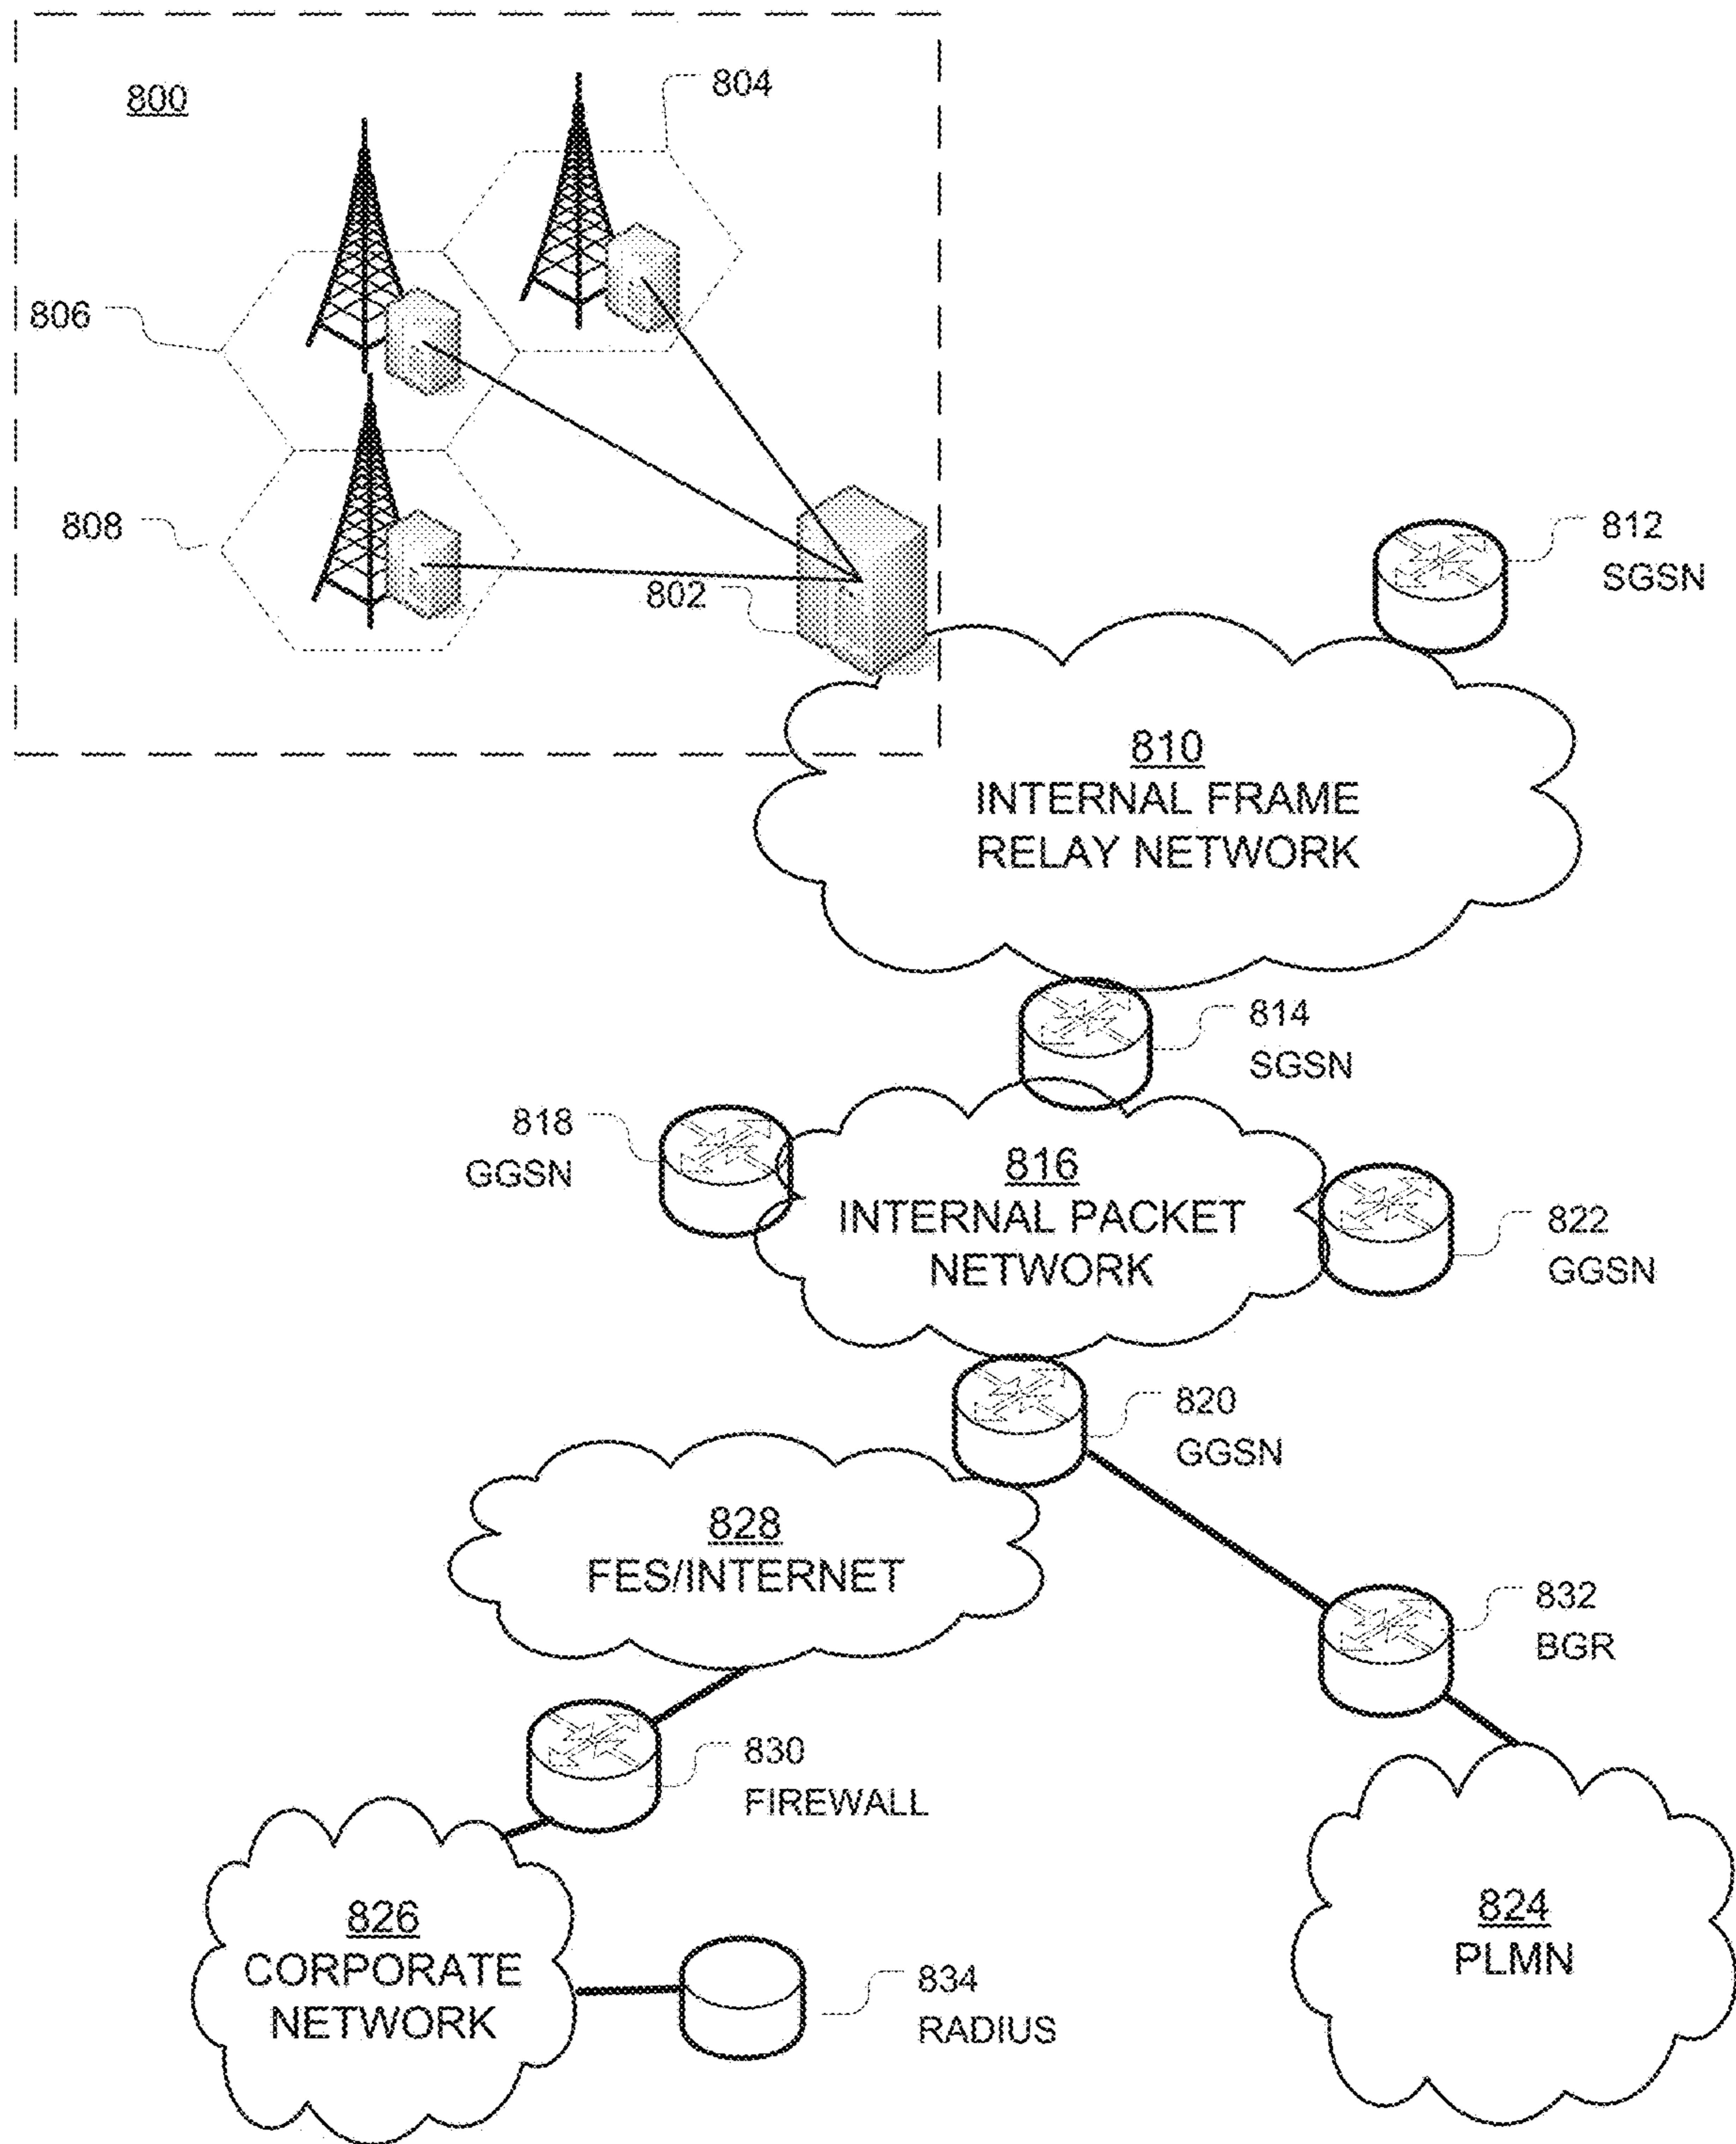 800
804
806
808
802
812
SGSN
810
INTERNAL FRAME
RELAY NETWORK
814
SGSN
818
GGSN
816
INTERNAL PACKET
NETWORK
822
GGSN
820
GGSN
828
FES/INTERNET
832
BGR
830
FIREWALL
826
CORPORATE
NETWORK
824
PLMN
834
RADIUS